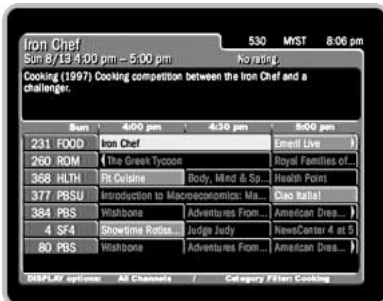 Iron Chef 530 MYST 8:06 pm
Sun 8/13 4:00 pm – 5:00 pm No rating.
Cooking (1997) Cooking competition between the Iron Chef and a
challenger.
Sun 4:00 pm 4:30 pm 5:00 pm
231 FOOD Iron Chef Emeril Live
260 ROM The Greek Tycoon Royal Families of...
368 HLTH Fit Cuisine Body, Mind & Sp... Health Point
377 PBSU Introduction to Macroeconomics: Ma... Ciao Italia!
384 PBS Wishbone Adventures From... American Drea...
4 SF4 Showtime Rotiss... Judge Judy NewsCenter 4 at 5
80 PBS Wishbone Adventures From... American Drea...
DISPLAY options: All Channels / Category Filter: Cooking